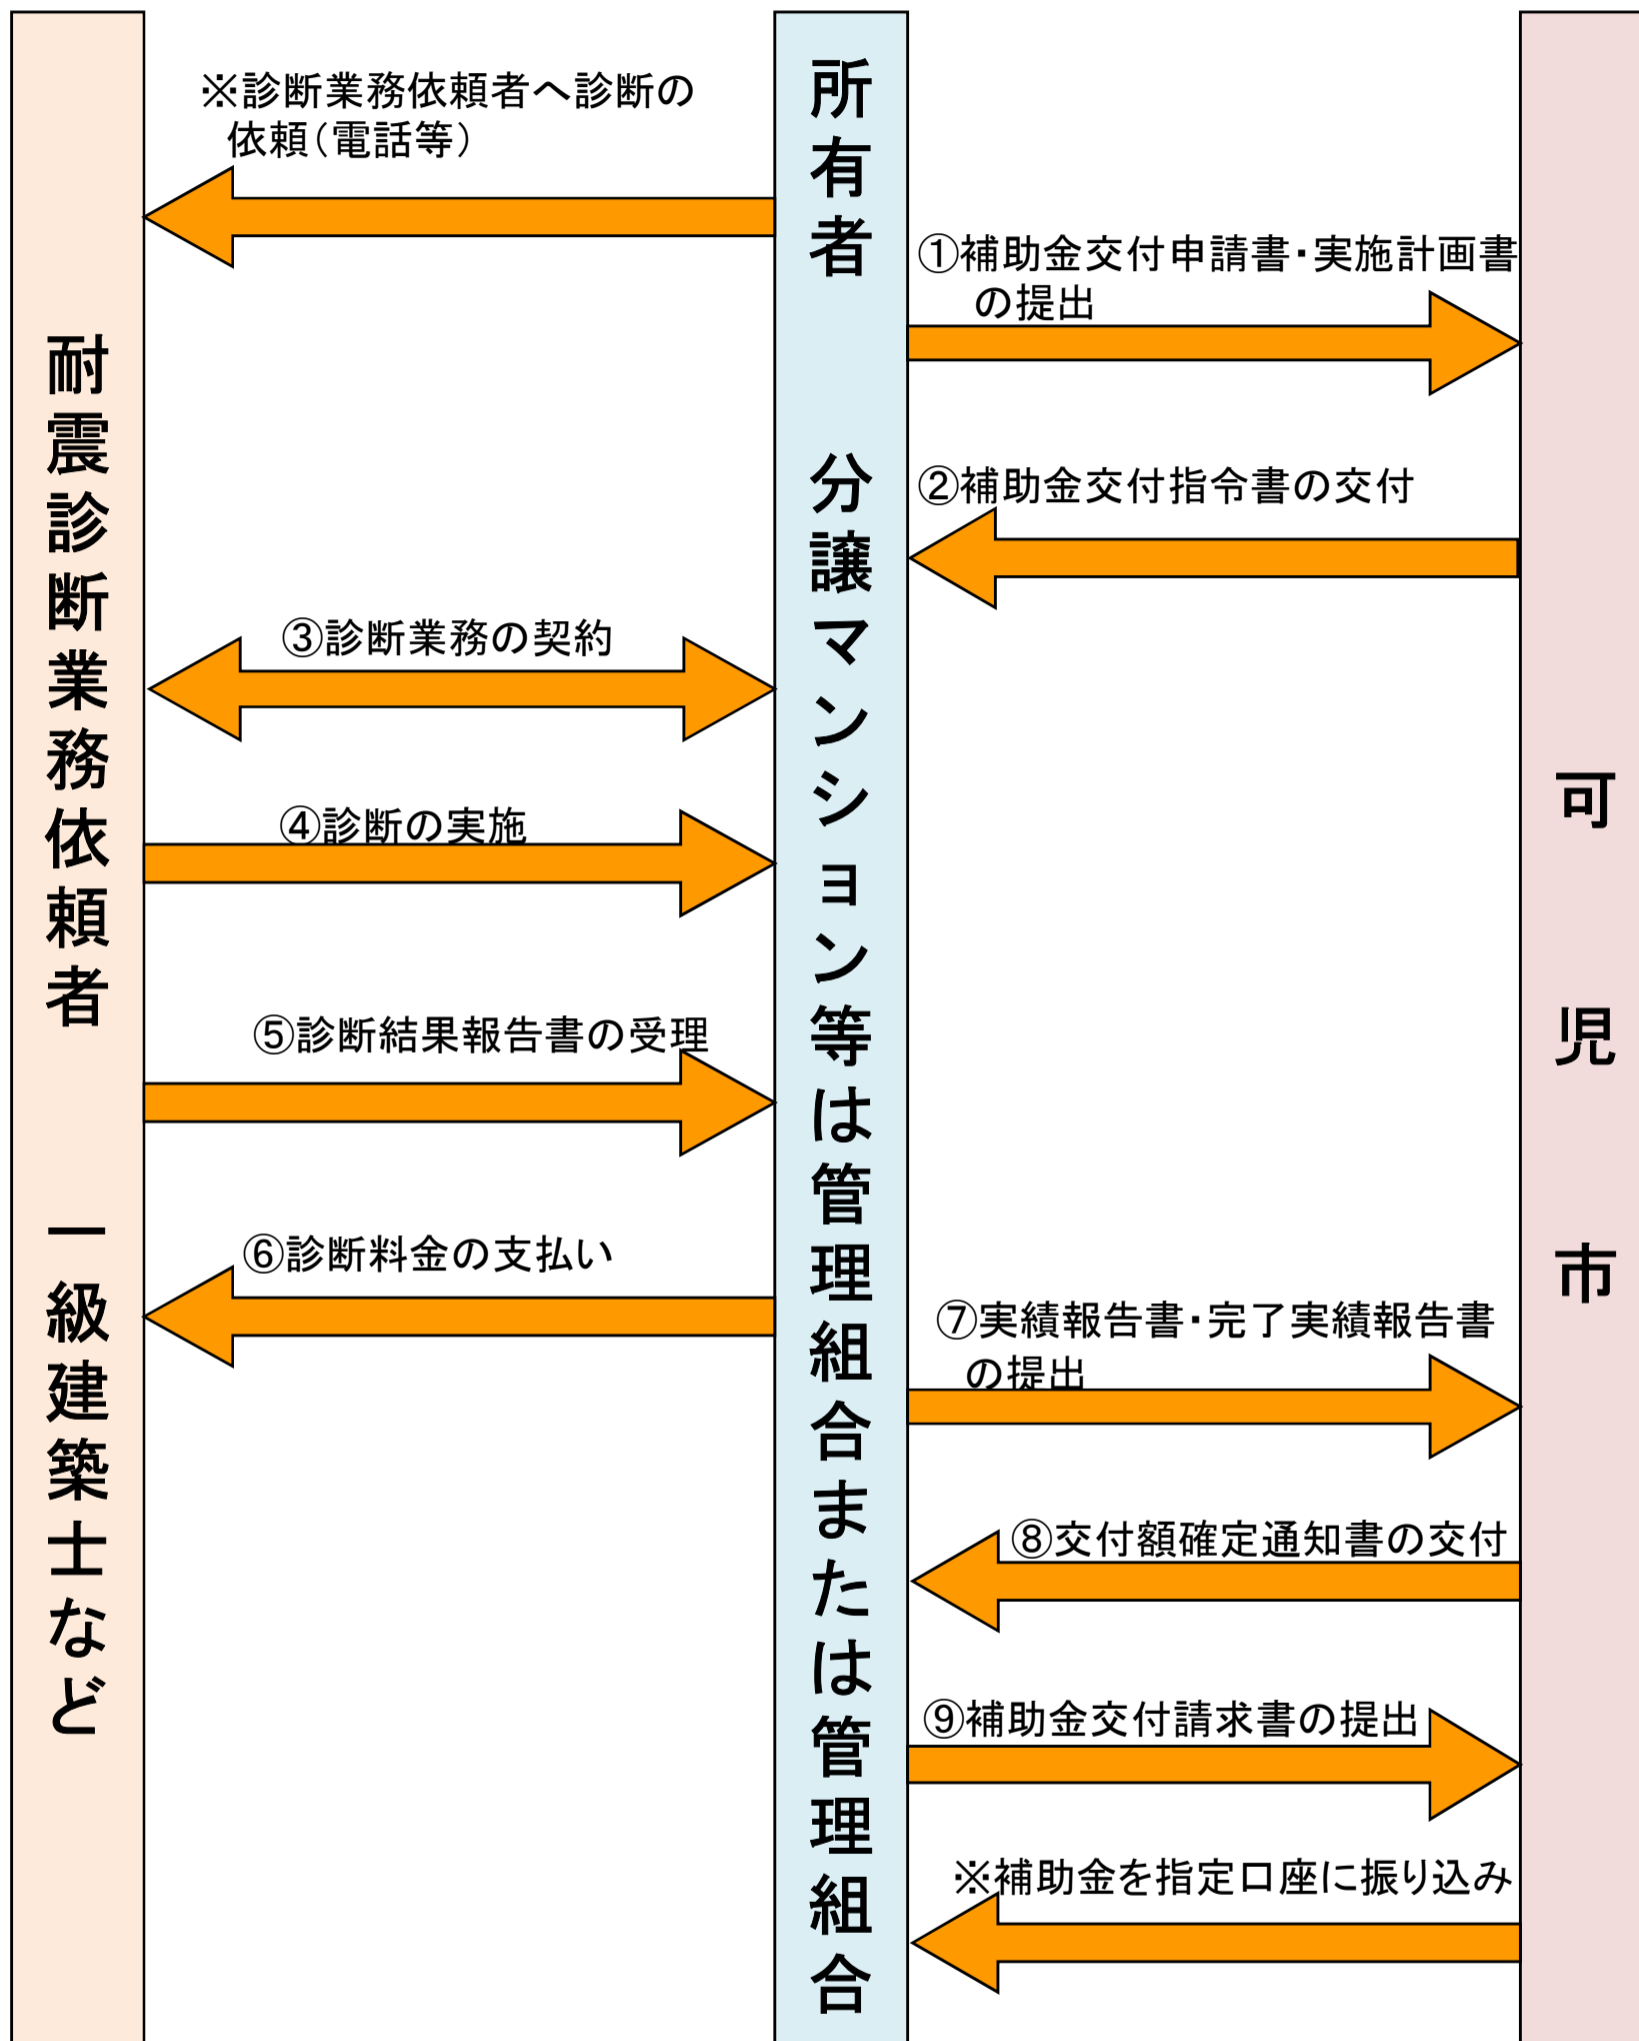 耐震診断業務依頼者　一級建築士など
所有者　分譲マンション等は管理組合または管理組合
可児市
※診断業務依頼者へ診断の
依頼（電話等）
①補助金交付申請書・実施計画書
の提出
②補助金交付指令書の交付
③診断業務の契約
④診断の実施
⑤診断結果報告書の受理
⑥診断料金の支払い
⑦実績報告書・完了実績報告書
の提出
⑧交付額確定通知書の交付
⑨補助金交付請求書の提出
※補助金を指定口座に振り込み